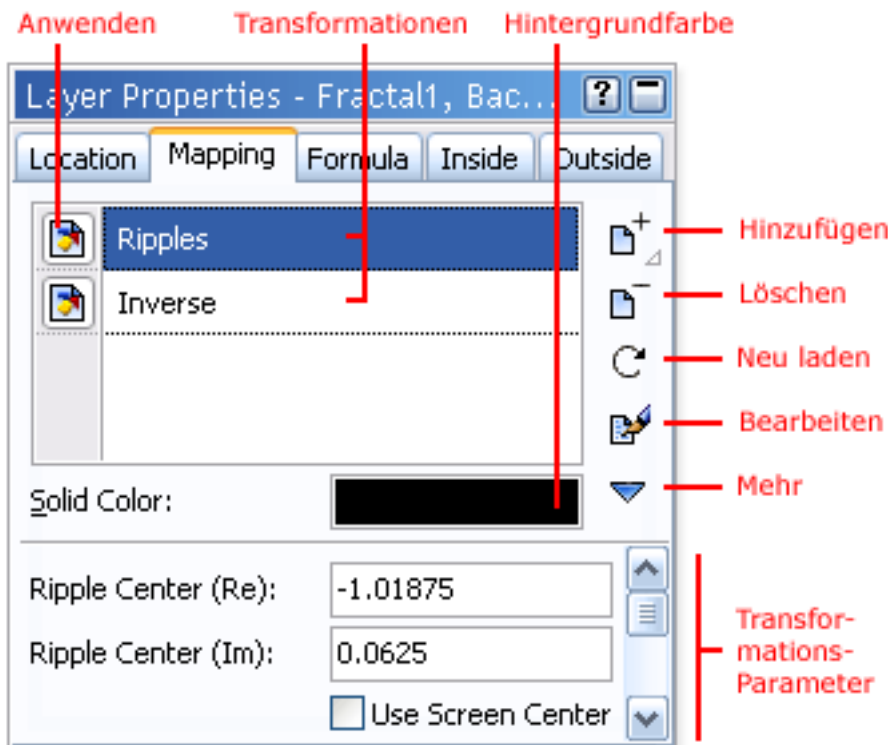 Anwenden Transformationen Hintergrundfarbe
Layer Properties - Fractal1, Bac... ?
Location Mapping Formula Inside Outside
Ripples
Hinzufügen
Inverse
Löschen
Neu laden
Bearbeiten
Solid Color:
Mehr
Ripple Center (Re): -1.01875
Ripple Center (Im): 0.0625
Use Screen Center
Transfor-
mations-
Parameter